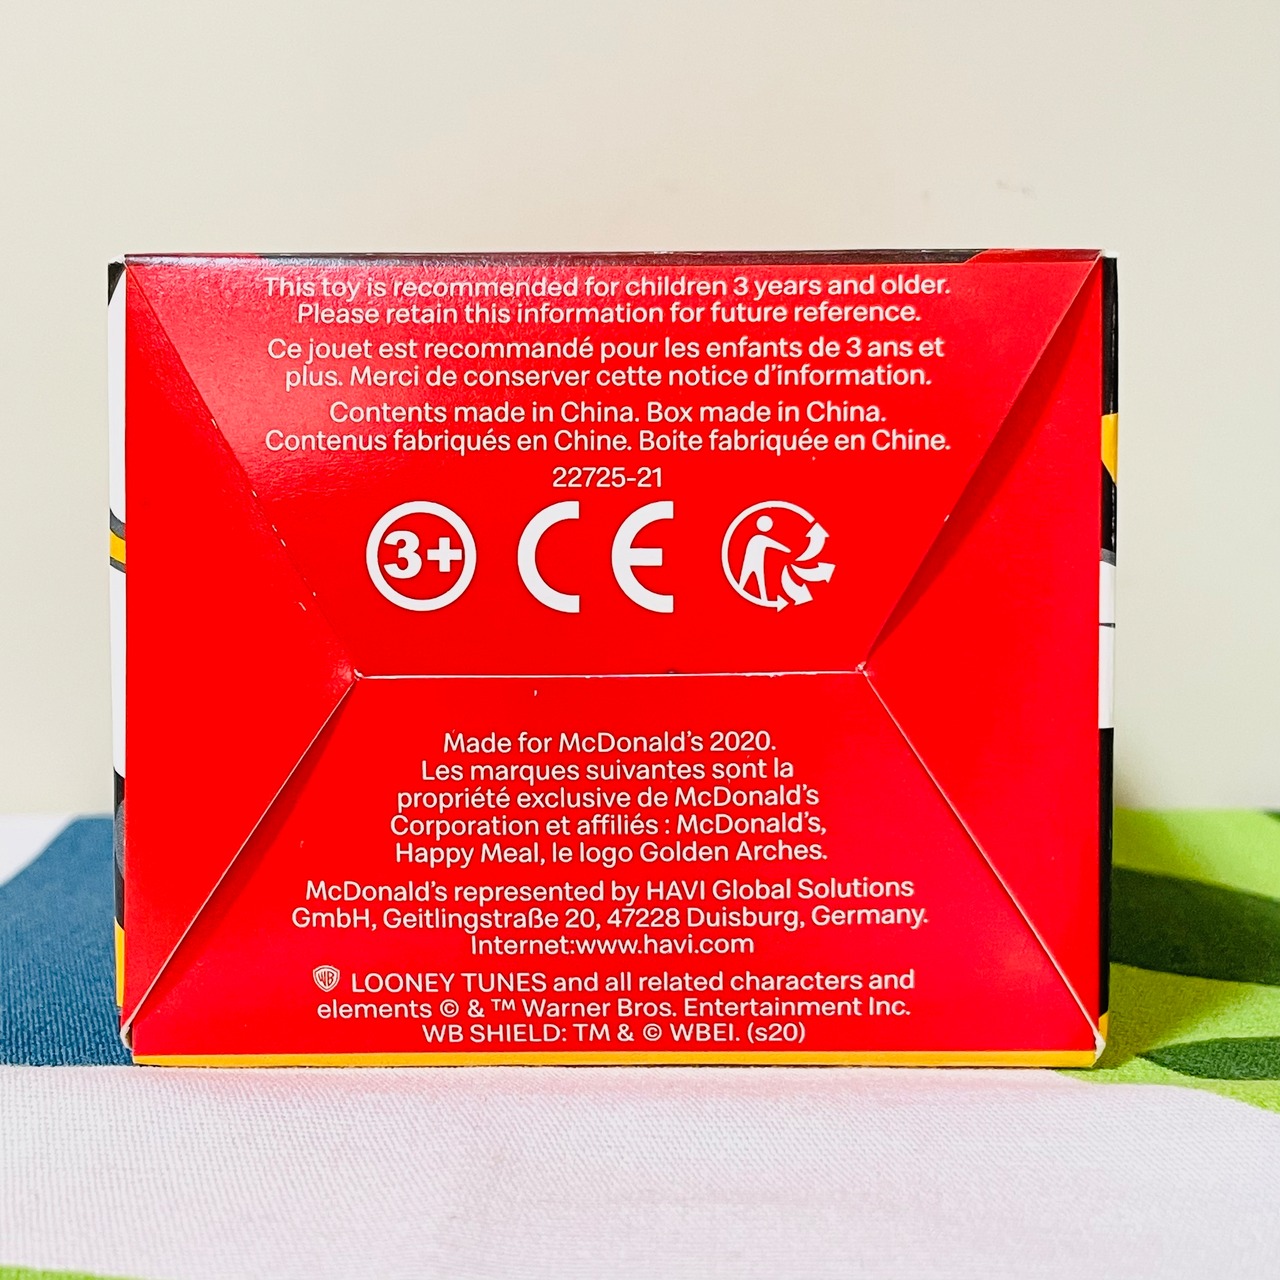 This toy is recommended for children 3 years and older.
Please retain this information for future reference.
Ce jouet est recommandé pour les enfants de 3 ans et
plus. Merci de conserver cette notice d'information.
Contents made in China. Box made in China.
Contenus fabriqués en Chine. Boîte fabriquée en Chine.
22725-21
3+ CE
Made for McDonald's 2020.
Les marques suivantes sont la
propriété exclusive de McDonald's
Corporation et affiliés : McDonald's,
Happy Meal, le logo Golden Arches.
McDonald's represented by HAVI Global Solutions
GmbH, Geitlingstraße 20, 47228 Duisburg, Germany.
Internet:www.havi.com
WB LOONEY TUNES and all related characters and
elements © & ™ Warner Bros. Entertainment Inc.
WB SHIELD: TM & © WBEI. (s20)